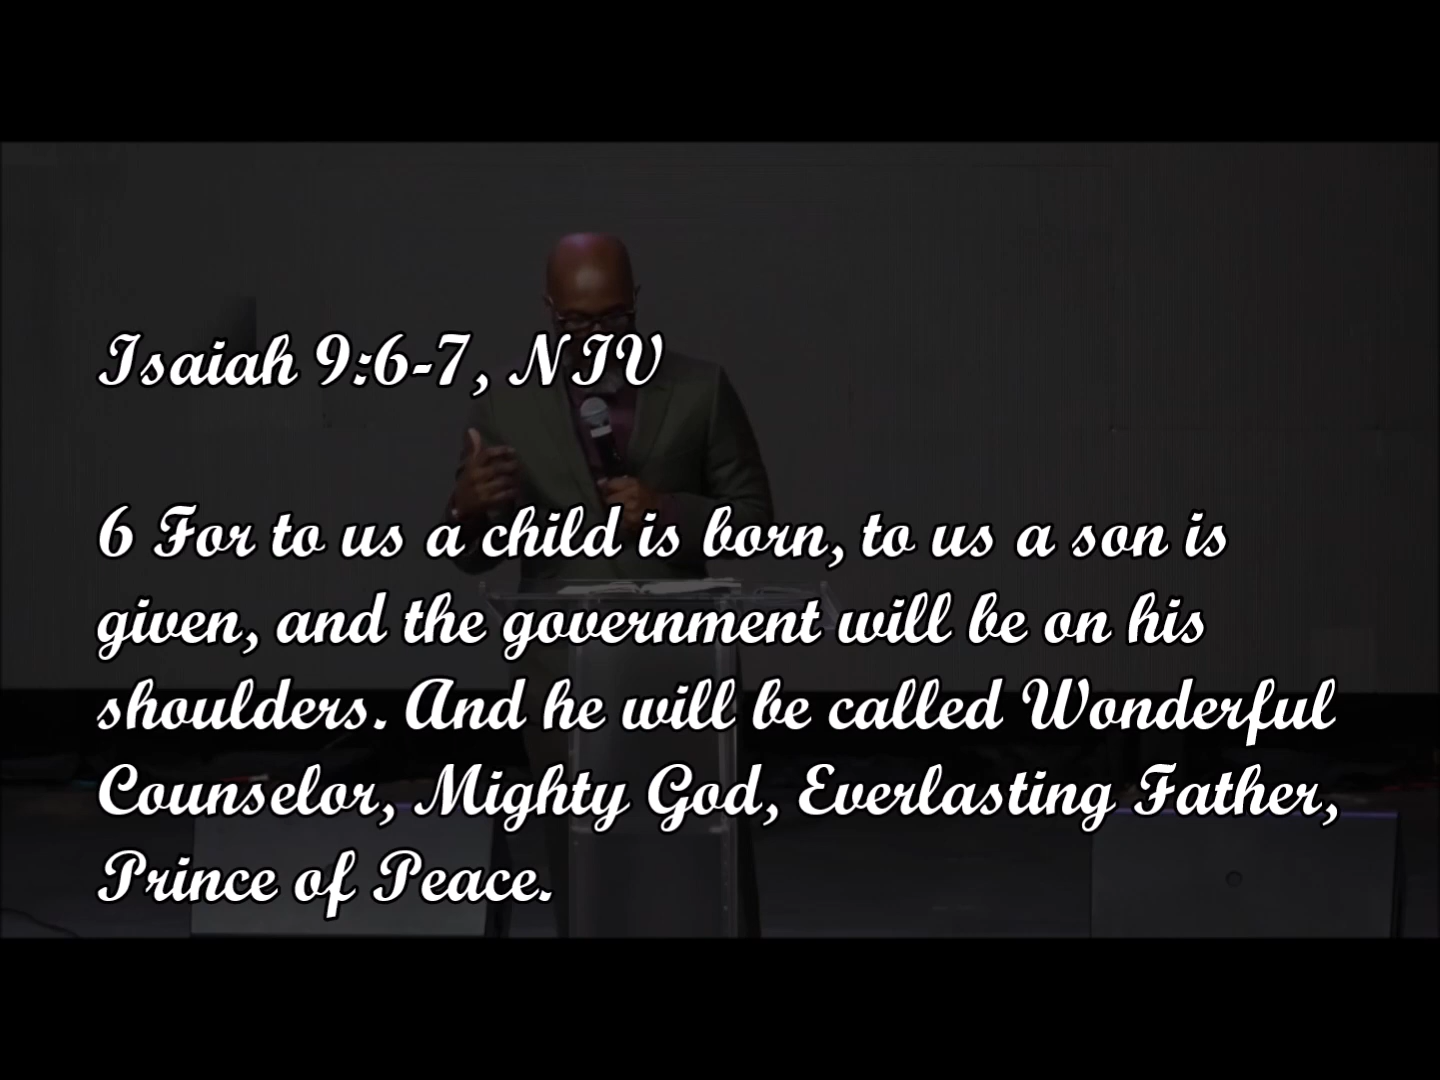 Isaiah 9:6-7, NIV
6 For to us a child is born, to us a son is
given, and the government will be on his
shoulders. And he will be called Wonderful
Counselor, Mighty God, Everlasting Father,
Prince of Peace.